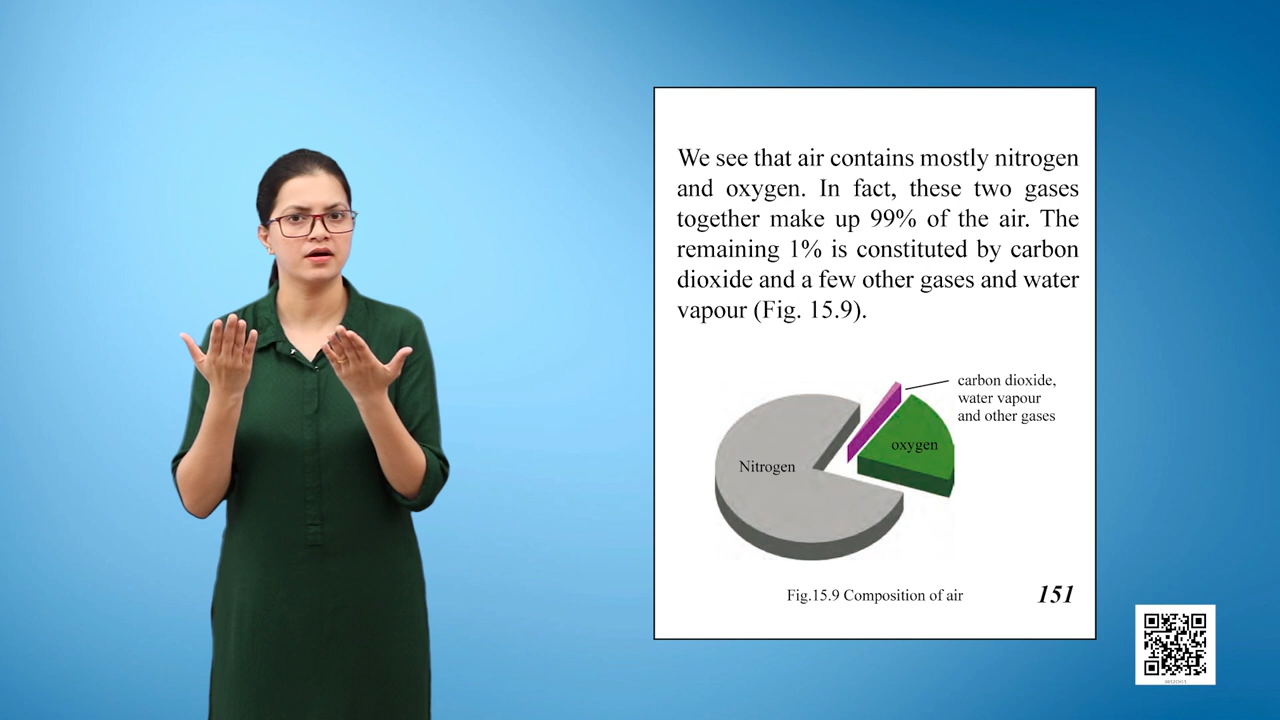 We see that air contains mostly nitrogen
and oxygen. In fact, these two gases
together make up 99% of the air. The
remaining 1% is constituted by carbon
dioxide and a few other gases and water
vapour (Fig. 15.9).
carbon dioxide,
water vapour
and other gases
oxygen
Nitrogen
Fig.15.9 Composition of air
151